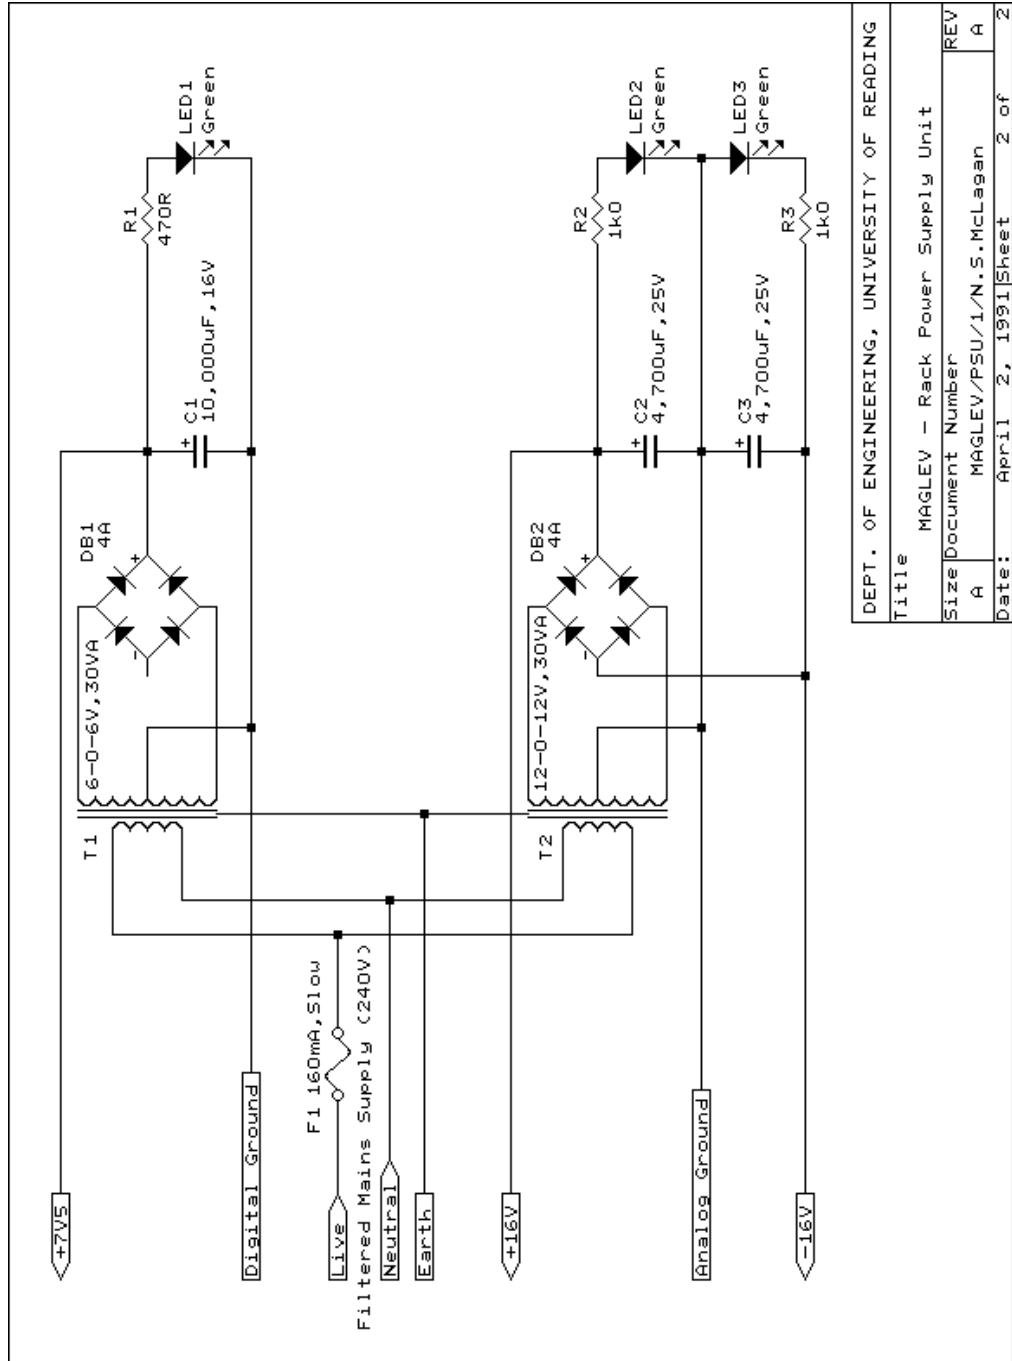 +7V5
Digital Ground
Live
Neutral
Earth
+16V
Analog Ground
-16V
F1 160mA,Slow
Filtered Mains Supply (240V)
T1
6-0-6V,30VA
DB1
4A
-
+
+
C1
10,000uF,16V
R1
470R
LED1
Green
T2
12-0-12V,30VA
DB2
4A
-
+
+
C2
4,700uF,25V
+
C3
4,700uF,25V
R2
1k0
R3
1k0
LED2
Green
LED3
Green
DEPT. OF ENGINEERING, UNIVERSITY OF READING
Title
MAGLEV - Rack Power Supply Unit
Size Document Number REV
A MAGLEV/PSU/1/N.S.McLagan A
Date: April 2, 1991 Sheet 2 of 2